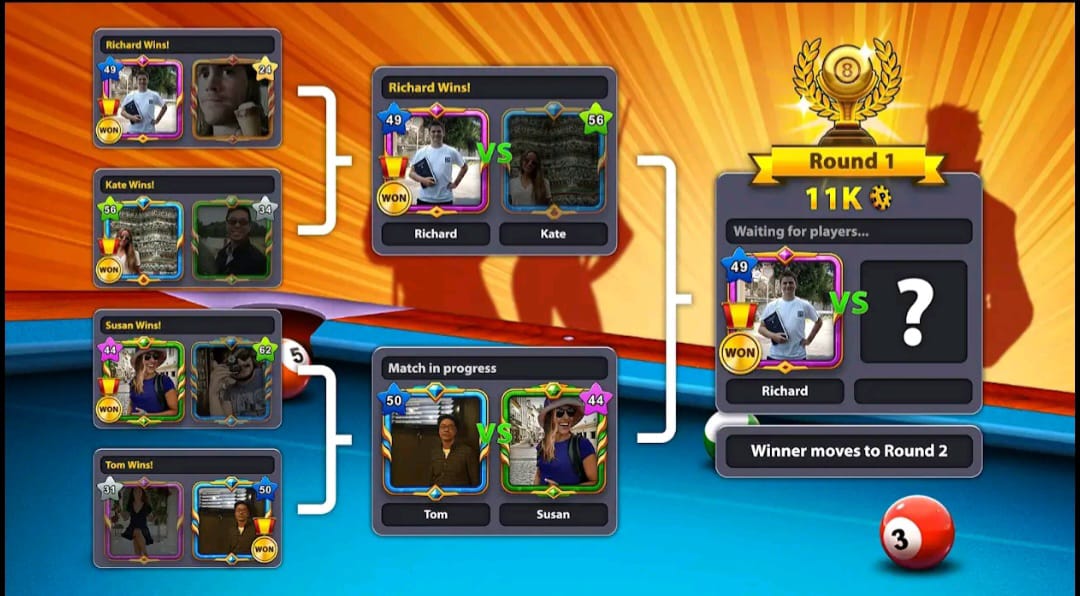 Richard Wins!
49
24
WON
Kate Wins!
56
34
WON
Susan Wins!
44
62
WON
Tom Wins!
31
50
WON
Richard Wins!
49
VS
56
WON
Richard
Kate
Match in progress
50
VS
44
Tom
Susan
8
Round 1
11K
Waiting for players...
49
VS
?
WON
Richard
Winner moves to Round 2
5
3